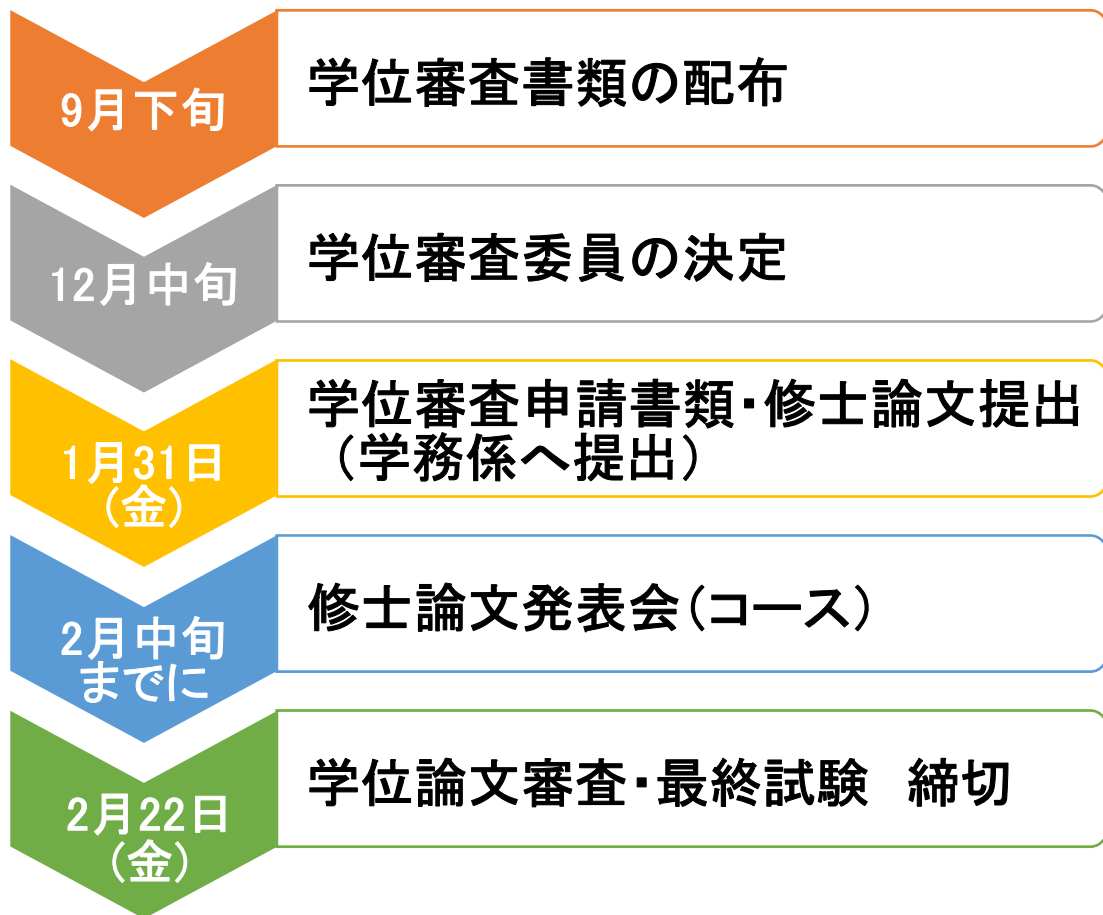 9月下旬
学位審査書類の配布
12月中旬
学位審査委員の決定
1月31日
(金)
学位審査申請書類・修士論文提出
(学務係へ提出)
2月中旬
までに
修士論文発表会(コース)
2月22日
(金)
学位論文審査・最終試験　締切